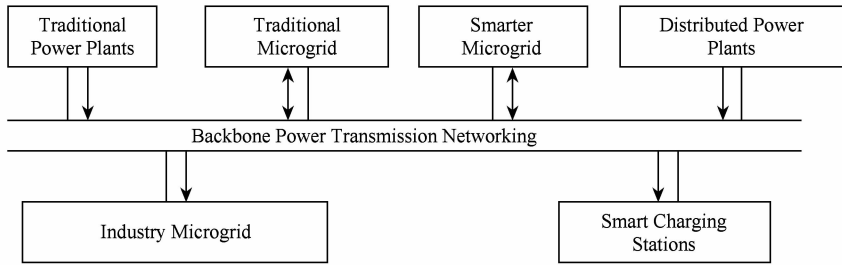 Traditional
Power Plants
Traditional
Microgrid
Smarter
Microgrid
Distributed Power
Plants
Backbone Power Transmission Networking
Industry Microgrid
Smart Charging
Stations